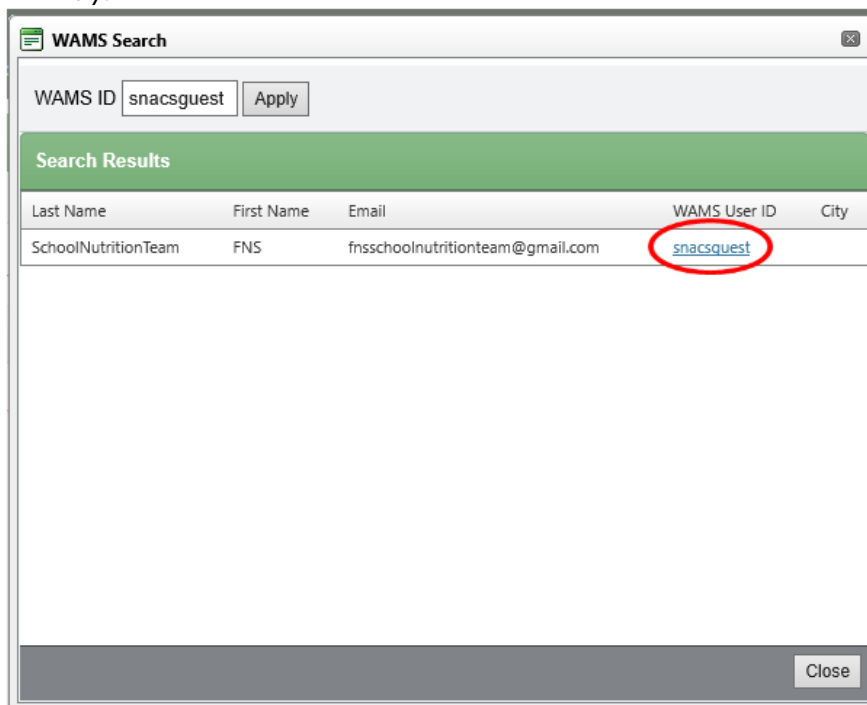 WAMS Search
WAMS ID snacsguest Apply
Search Results
Last Name First Name Email WAMS User ID City
SchoolNutritionTeam FNS fnsschoolnutritionteam@gmail.com snacsguest
Close